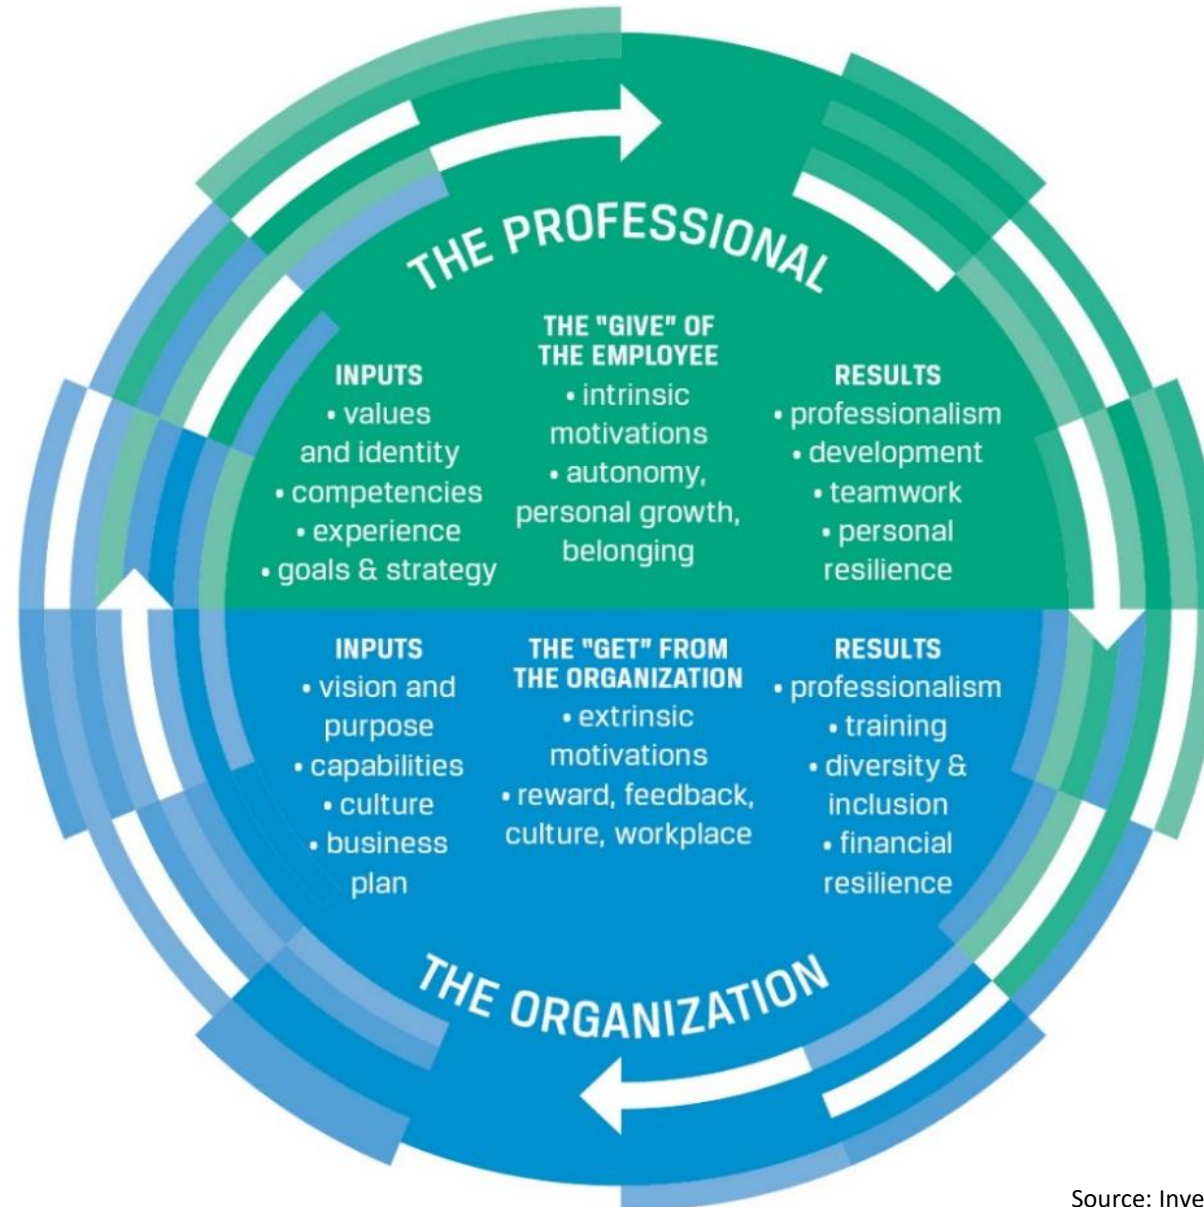 THE PROFESSIONAL
INPUTS
• values
and identity
• competencies
• experience
• goals & strategy
THE "GIVE" OF
THE EMPLOYEE
• intrinsic
motivations
• autonomy,
personal growth,
belonging
RESULTS
• professionalism
• development
• teamwork
• personal
resilience
INPUTS
• vision and
purpose
• capabilities
• culture
• business
plan
THE "GET" FROM
THE ORGANIZATION
• extrinsic
motivations
• reward, feedback,
culture, workplace
RESULTS
• professionalism
• training
• diversity &
inclusion
• financial
resilience
THE ORGANIZATION
Source: Inve